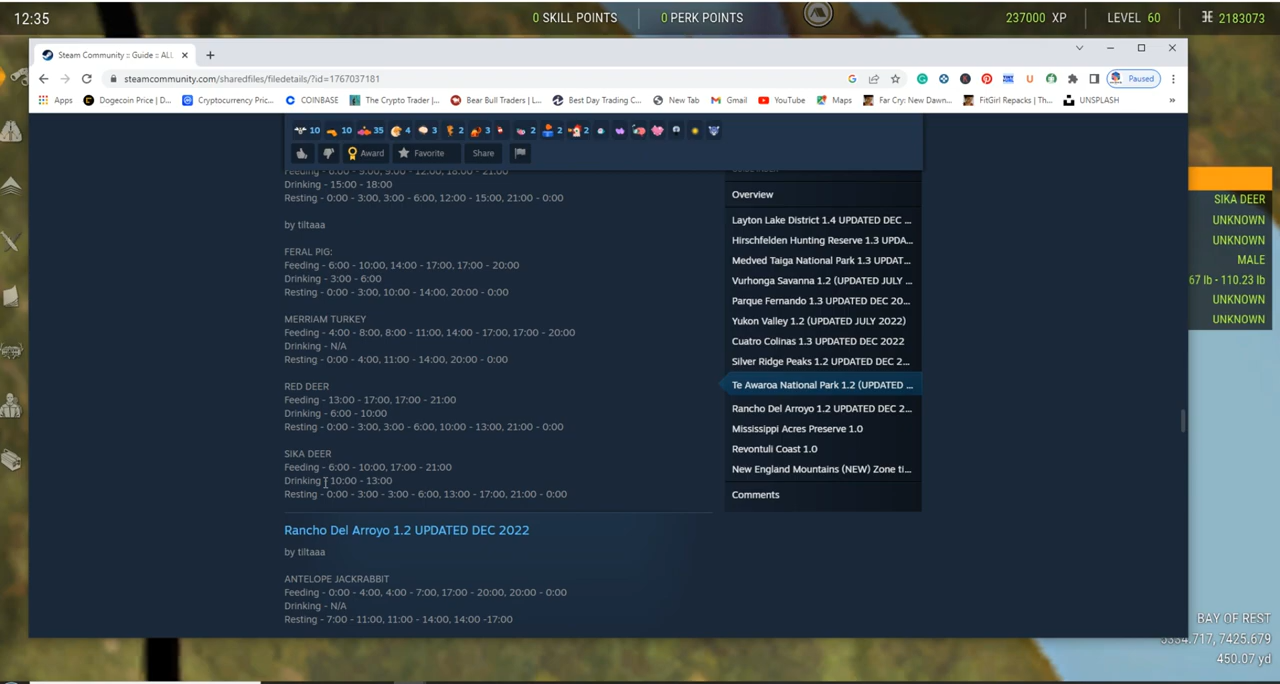 12:35
0 SKILL POINTS
0 PERK POINTS
237000 XP
LEVEL 60
2183073
Steam Community :: Guide :: ALL
steamcommunity.com/sharedfiles/filedetails/?id=1767037181
Paused
Apps
Dogecoin Price | D...
Cryptocurrency Pric...
COINBASE
The Crypto Trader |...
Bear Bull Traders | L...
Best Day Trading C...
New Tab
Gmail
YouTube
Maps
Far Cry: New Dawn...
FitGirl Repacks | Th...
UNSPLASH
»
10 10 35 4 3 2 3 2 2 2
Award
Favorite
Share
Drinking - 15:00 - 18:00
Resting - 0:00 - 3:00, 3:00 - 6:00, 12:00 - 15:00, 21:00 - 0:00
by tiltaaa
FERAL PIG:
Feeding - 6:00 - 10:00, 14:00 - 17:00, 17:00 - 20:00
Drinking - 3:00 - 6:00
Resting - 0:00 - 3:00, 10:00 - 14:00, 20:00 - 0:00
MERRIAM TURKEY
Feeding - 4:00 - 8:00, 8:00 - 11:00, 14:00 - 17:00, 17:00 - 20:00
Drinking - N/A
Resting - 0:00 - 4:00, 11:00 - 14:00, 20:00 - 0:00
RED DEER
Feeding - 13:00 - 17:00, 17:00 - 21:00
Drinking - 6:00 - 10:00
Resting - 0:00 - 3:00, 3:00 - 6:00, 10:00 - 13:00, 21:00 - 0:00
SIKA DEER
Feeding - 6:00 - 10:00, 17:00 - 21:00
Drinking - 10:00 - 13:00
Resting - 0:00 - 3:00 - 3:00 - 6:00, 13:00 - 17:00, 21:00 - 0:00
Rancho Del Arroyo 1.2 UPDATED DEC 2022
by tiltaaa
ANTELOPE JACKRABBIT
Feeding - 0:00 - 4:00, 4:00 - 7:00, 17:00 - 20:00, 20:00 - 0:00
Drinking - N/A
Resting - 7:00 - 11:00, 11:00 - 14:00, 14:00 -17:00
Overview
Layton Lake District 1.4 UPDATED DEC ...
Hirschfelden Hunting Reserve 1.3 UPDA...
Medved Taiga National Park 1.3 UPDAT...
Vurhonga Savanna 1.2 (UPDATED JULY ...
Parque Fernando 1.3 UPDATED DEC 20...
Yukon Valley 1.2 (UPDATED JULY 2022)
Cuatro Colinas 1.3 UPDATED DEC 2022
Silver Ridge Peaks 1.2 UPDATED DEC 2...
Te Awaroa National Park 1.2 (UPDATED ...
Rancho Del Arroyo 1.2 UPDATED DEC 2...
Mississippi Acres Preserve 1.0
Revontuli Coast 1.0
New England Mountains (NEW) Zone ti...
Comments
SIKA DEER
UNKNOWN
UNKNOWN
MALE
67 lb - 110.23 lb
UNKNOWN
UNKNOWN
BAY OF REST
7425.679
450.07 yd